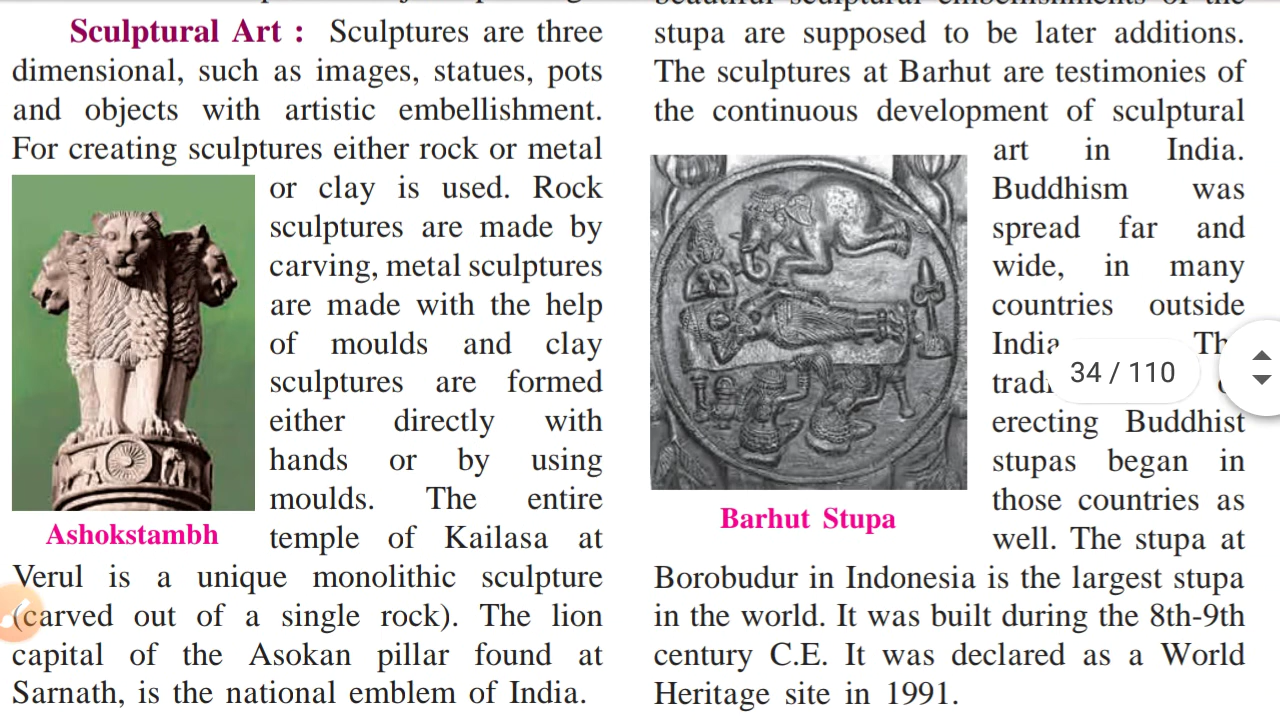 Sculptural Art : Sculptures are three
dimensional, such as images, statues, pots
and objects with artistic embellishment.
For creating sculptures either rock or metal
or clay is used. Rock
sculptures are made by
carving, metal sculptures
are made with the help
of moulds and clay
sculptures are formed
either directly with
hands or by using
moulds. The entire
Ashokstambh
temple of Kailasa at
Verul is a unique monolithic sculpture
(carved out of a single rock). The lion
capital of the Asokan pillar found at
Sarnath, is the national emblem of India.
beautiful sculptural embellishments of the
stupa are supposed to be later additions.
The sculptures at Barhut are testimonies of
the continuous development of sculptural
art in India.
Buddhism was
spread far and
wide, in many
countries outside
India
34 / 110
erecting Buddhist
stupas began in
those countries as
Barhut Stupa
well. The stupa at
Borobudur in Indonesia is the largest stupa
in the world. It was built during the 8th-9th
century C.E. It was declared as a World
Heritage site in 1991.